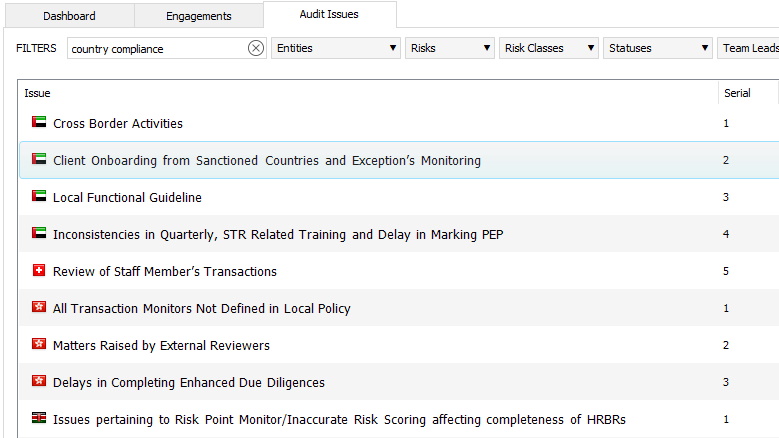 Dashboard Engagements Audit Issues
FILTERS country compliance Entities Risks Risk Classes Statuses Team Leads
Issue Serial
Cross Border Activities 1
Client Onboarding from Sanctioned Countries and Exception’s Monitoring 2
Local Functional Guideline 3
Inconsistencies in Quarterly, STR Related Training and Delay in Marking PEP 4
Review of Staff Member’s Transactions 5
All Transaction Monitors Not Defined in Local Policy 1
Matters Raised by External Reviewers 2
Delays in Completing Enhanced Due Diligences 3
Issues pertaining to Risk Point Monitor/Inaccurate Risk Scoring affecting completeness of HRBRs 1